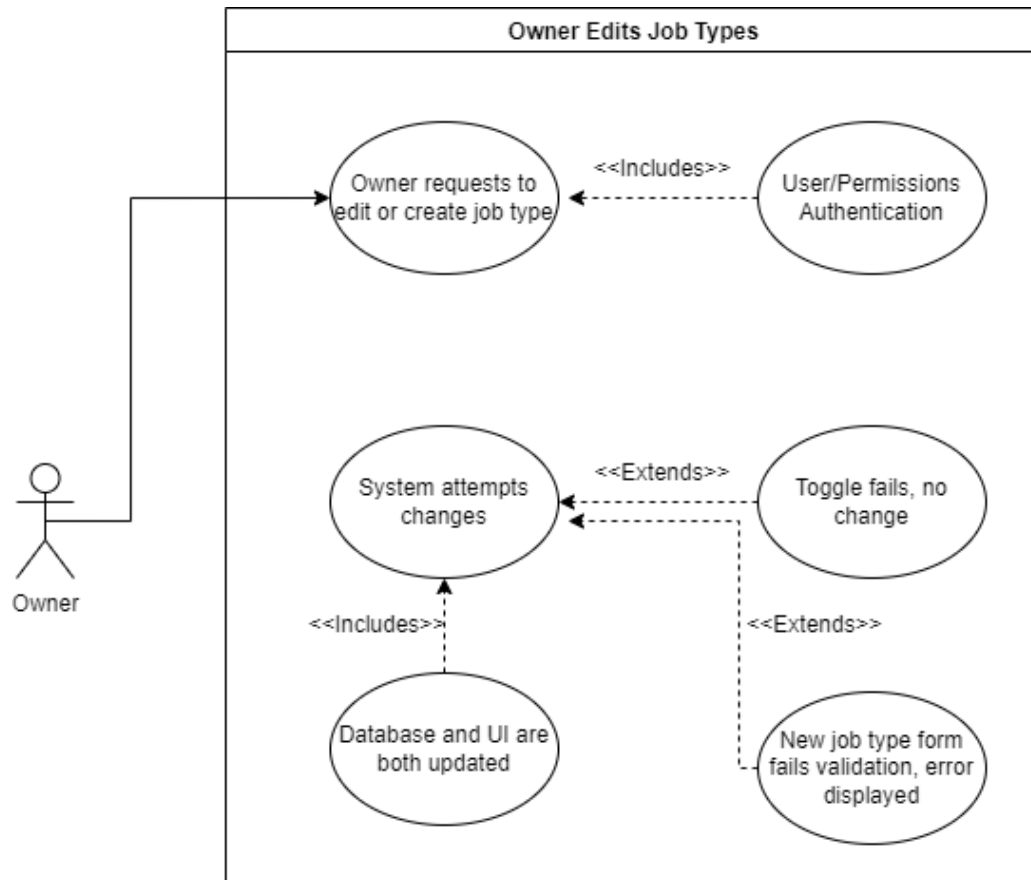 Owner Edits Job Types
Owner requests to
edit or create job type
<<Includes>>
User/Permissions
Authentication
System attempts
changes
<<Extends>>
Toggle fails, no
change
Owner
<<Includes>>
<<Extends>>
Database and UI are
both updated
New job type form
fails validation, error
displayed